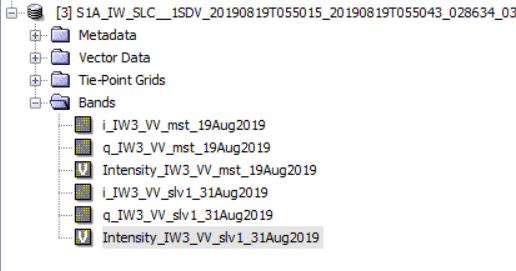 [3] S1A_IW_SLC__1SDV_20190819T055015_20190819T055043_028634_03
Metadata
Vector Data
Tie-Point Grids
Bands
i_IW3_VV_mst_19Aug2019
q_IW3_VV_mst_19Aug2019
Intensity_IW3_VV_mst_19Aug2019
i_IW3_VV_slv1_31Aug2019
q_IW3_VV_slv1_31Aug2019
Intensity_IW3_VV_slv1_31Aug2019